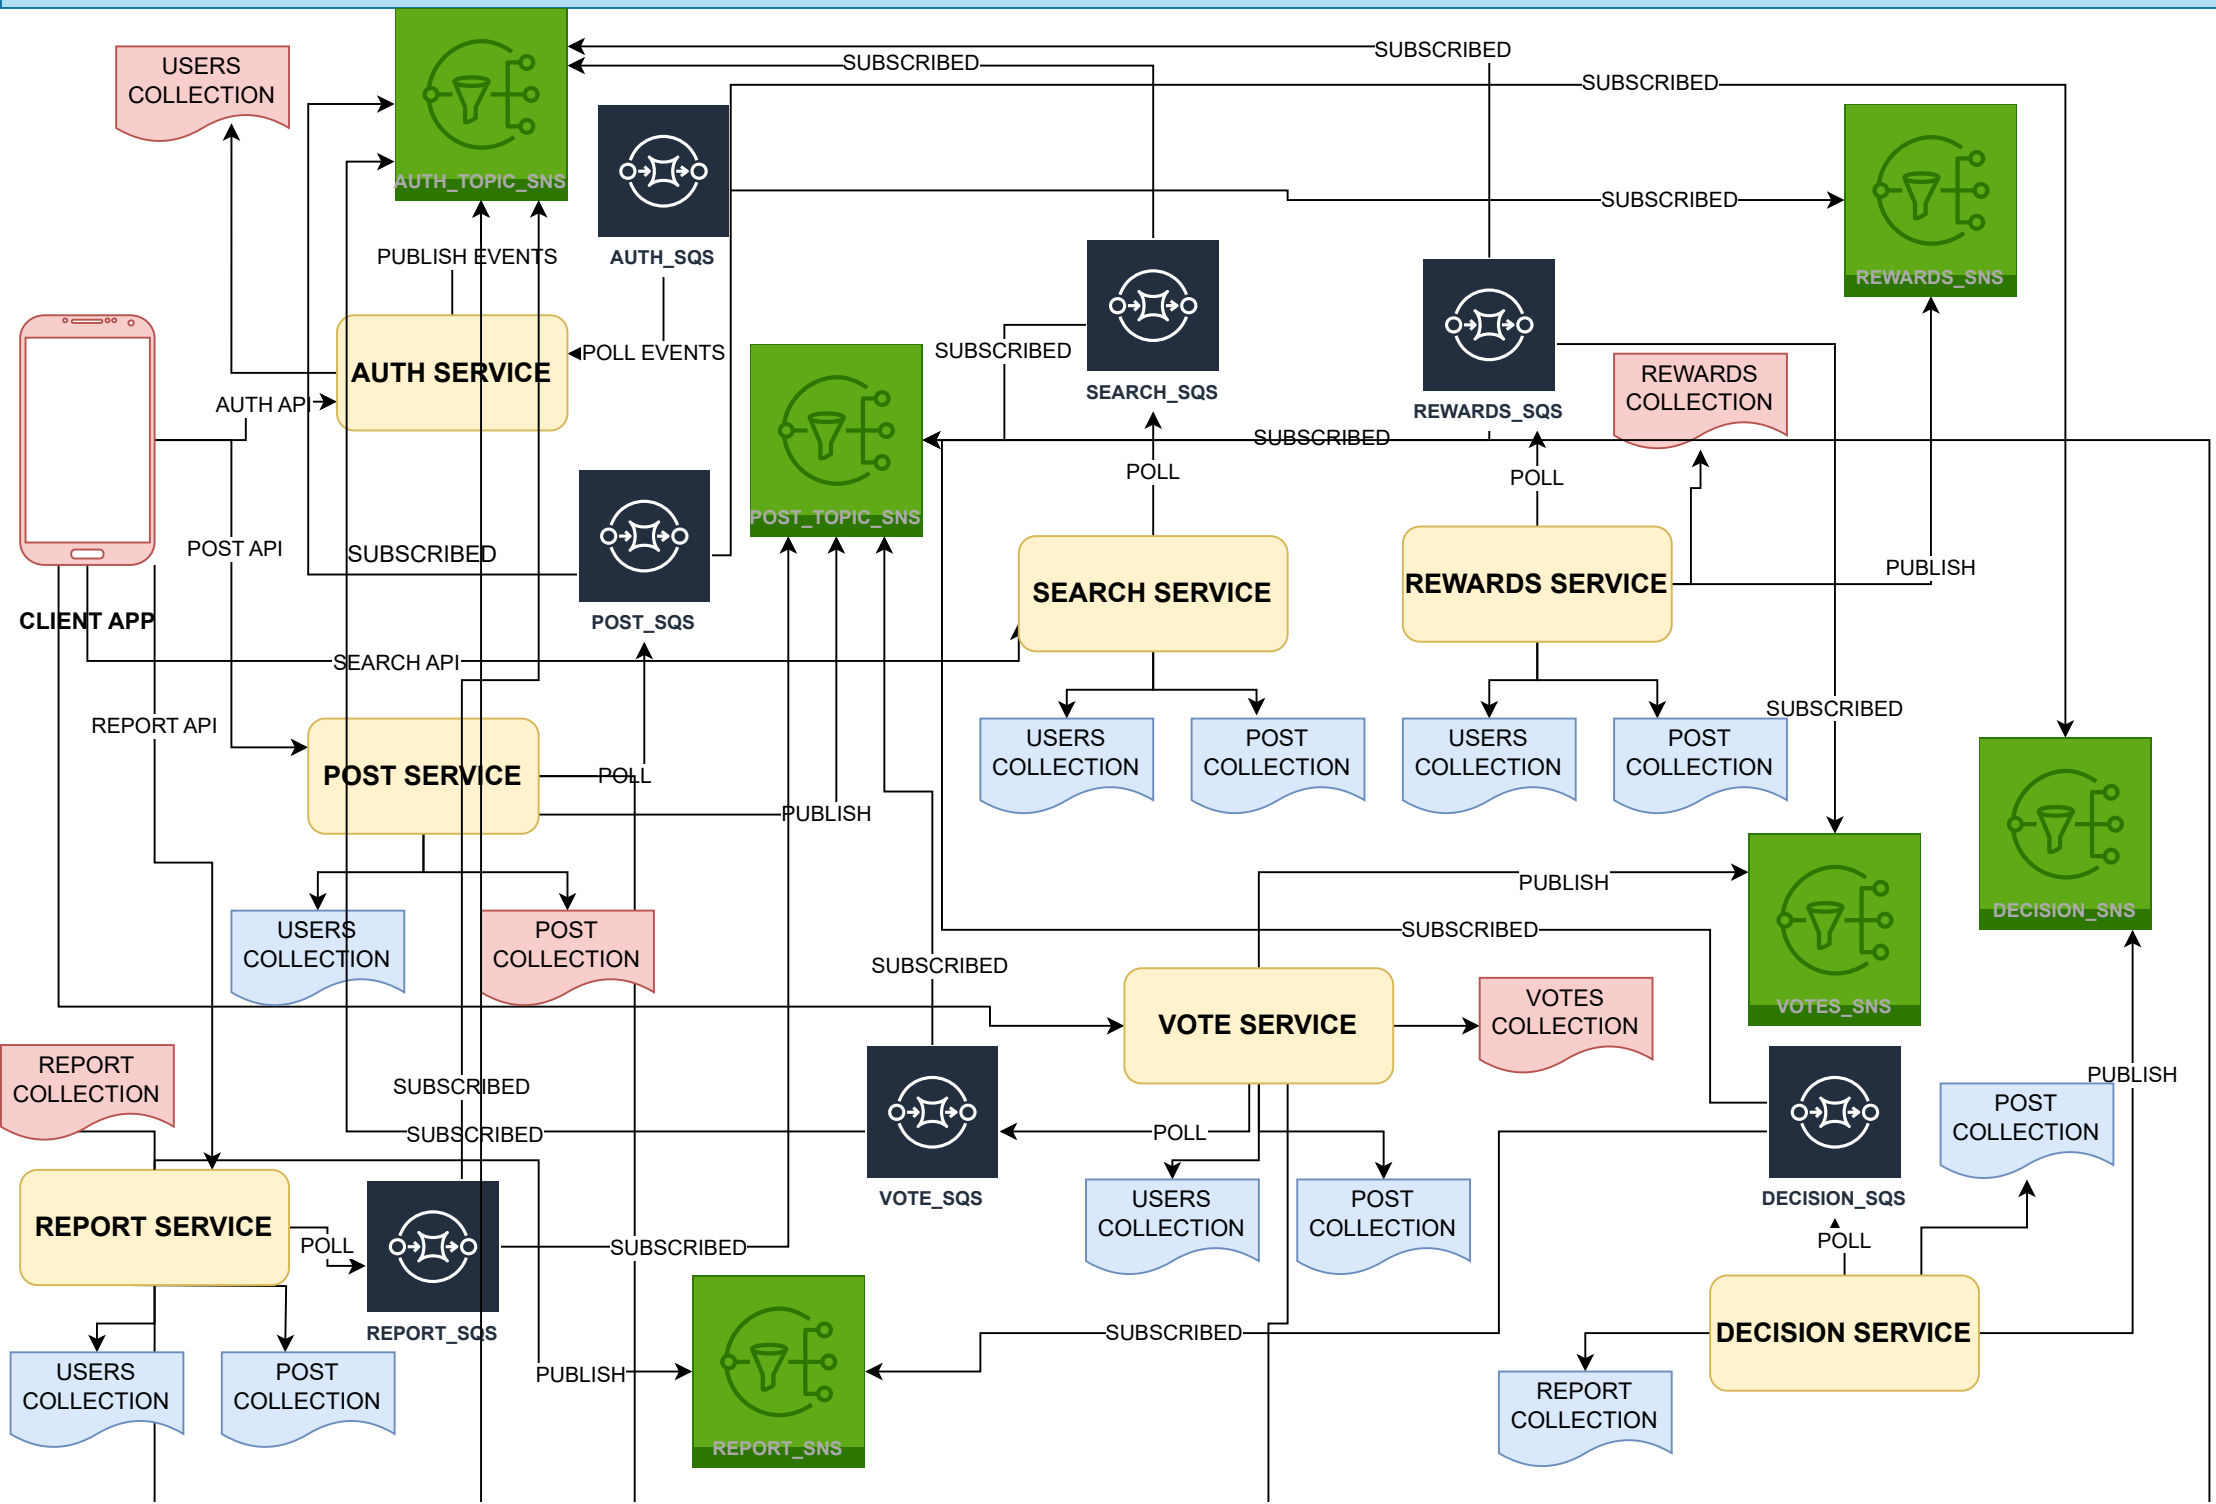 SUBSCRIBED
SUBSCRIBED
SUBSCRIBED
USERS
COLLECTION
AUTH_TOPIC_SNS
SUBSCRIBED
PUBLISH EVENTS
AUTH_SQS
REWARDS_SNS
POLL EVENTS
SUBSCRIBED
AUTH SERVICE
SEARCH_SQS
REWARDS
COLLECTION
AUTH API
REWARDS_SQS
SUBSCRIBED
POLL
POLL
POST_TOPIC_SNS
POST API
SUBSCRIBED
PUBLISH
SEARCH SERVICE
REWARDS SERVICE
CLIENT APP
POST_SQS
SEARCH API
SUBSCRIBED
REPORT API
USERS
COLLECTION
POST
COLLECTION
USERS
COLLECTION
POST
COLLECTION
POST SERVICE
POLL
PUBLISH
PUBLISH
DECISION_SNS
USERS
COLLECTION
POST
COLLECTION
SUBSCRIBED
SUBSCRIBED
VOTES
COLLECTION
VOTES_SNS
VOTE SERVICE
REPORT
COLLECTION
PUBLISH
SUBSCRIBED
POST
COLLECTION
SUBSCRIBED
POLL
VOTE_SQS
USERS
COLLECTION
POST
COLLECTION
DECISION_SQS
REPORT SERVICE
POLL
SUBSCRIBED
POLL
REPORT_SQS
SUBSCRIBED
DECISION SERVICE
USERS
COLLECTION
POST
COLLECTION
PUBLISH
REPORT
COLLECTION
REPORT_SNS